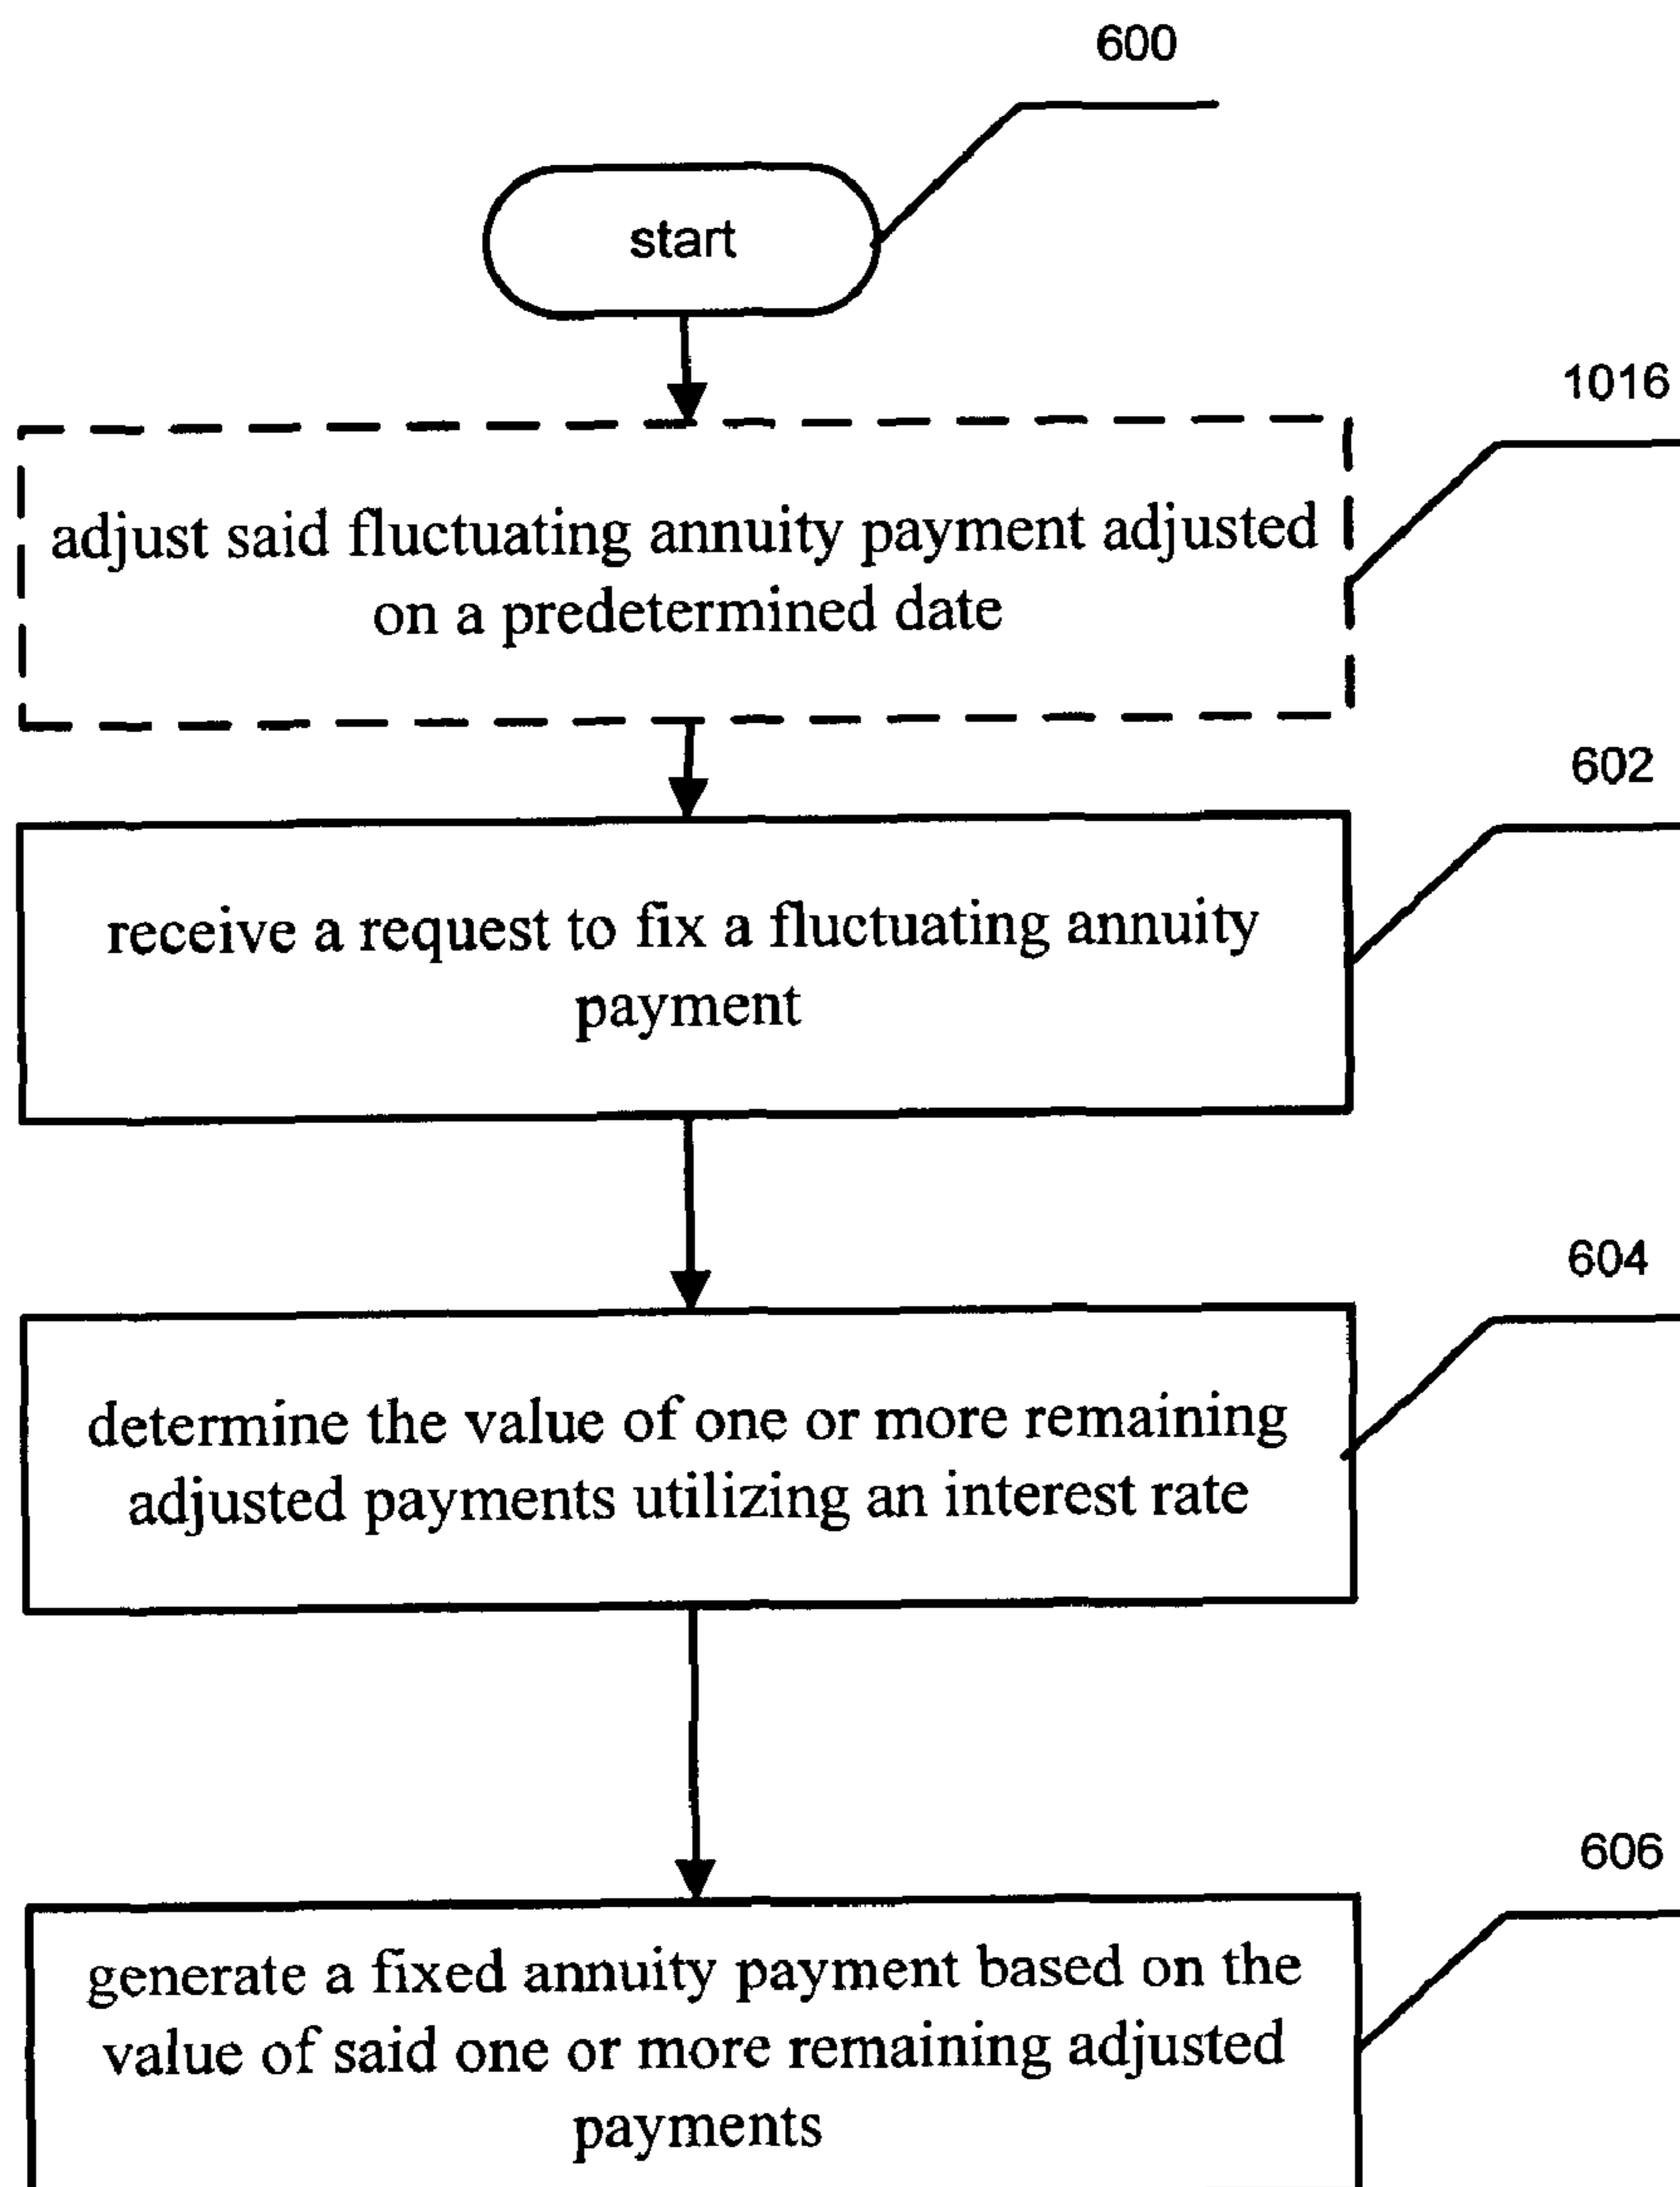 600
start
1016
adjust said fluctuating annuity payment adjusted
on a predetermined date
602
receive a request to fix a fluctuating annuity
payment
604
determine the value of one or more remaining
adjusted payments utilizing an interest rate
606
generate a fixed annuity payment based on the
value of said one or more remaining adjusted
payments